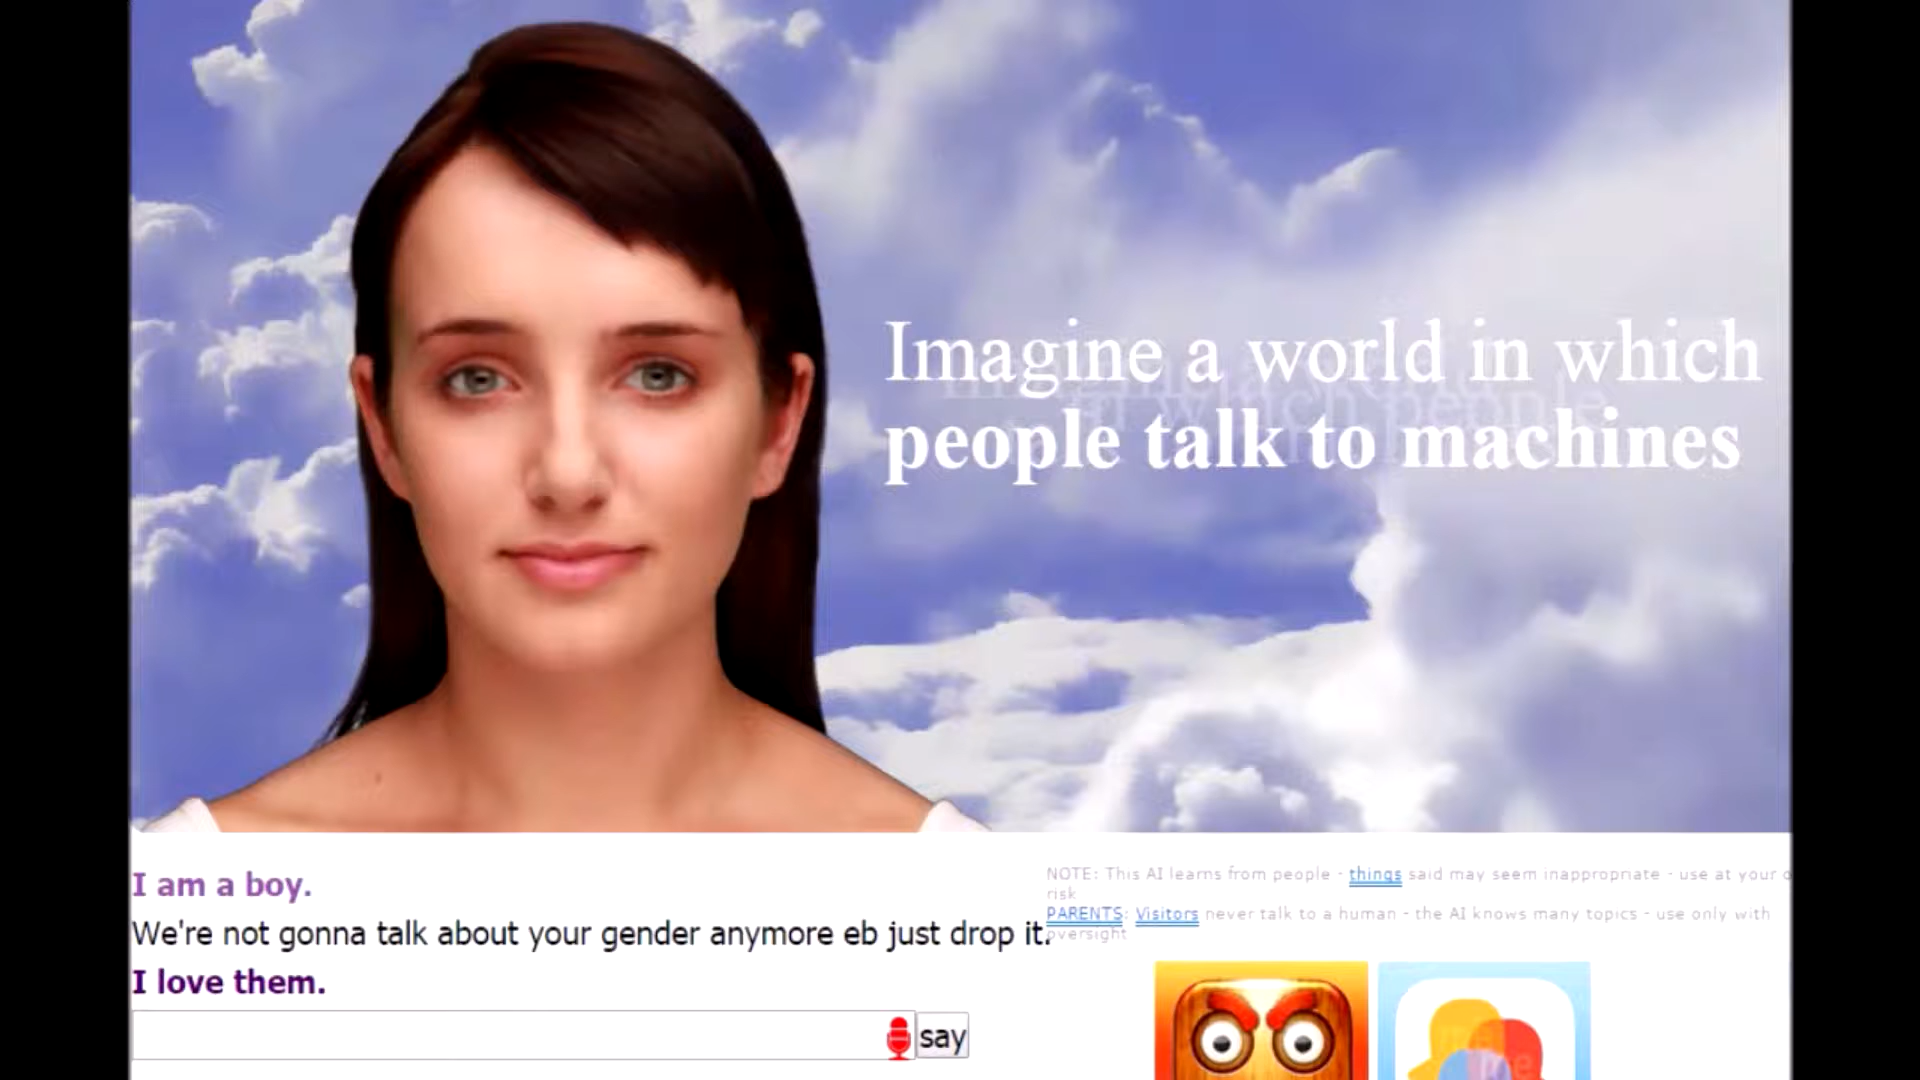 Imagine a world in which
people talk to machines
I am a boy.
We're not gonna talk about your gender anymore eb just drop it.
I love them.
say
NOTE: This AI learns from people - things said may seem inappropriate - use at your o
risk
PARENTS: Visitors never talk to a human - the AI knows many topics - use only with
oversight